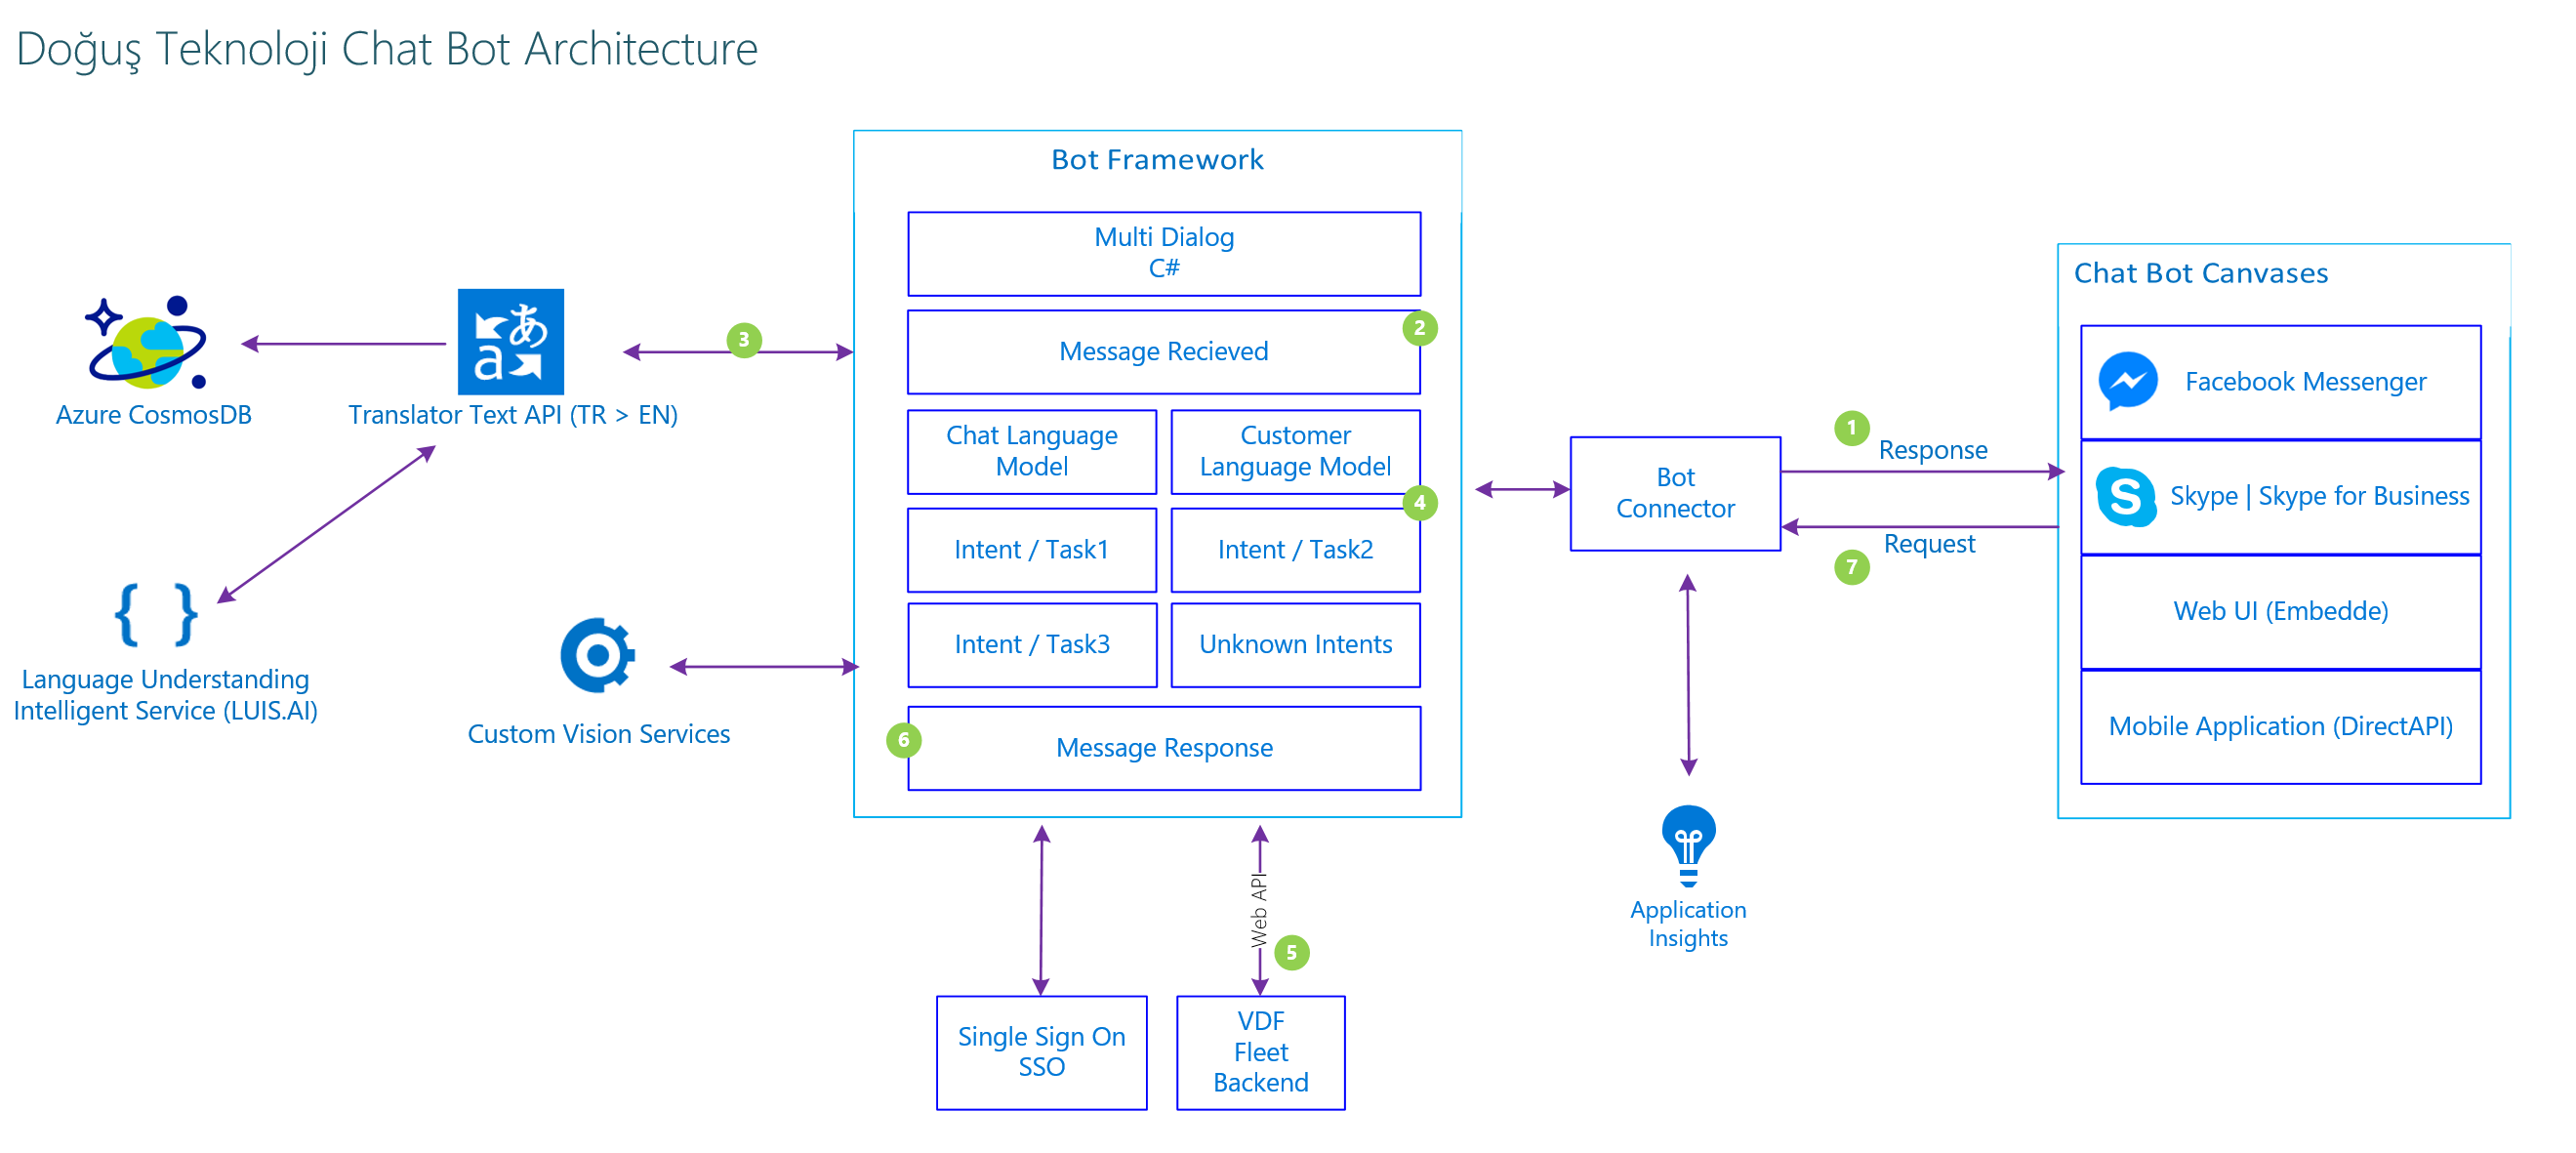 Doğuş Teknoloji Chat Bot Architecture
Azure CosmosDB
Translator Text API (TR > EN)
3
Language Understanding
Intelligent Service (LUIS.AI)
Custom Vision Services
Bot Framework
Multi Dialog
C#
Message Recieved
2
Chat Language
Model
Customer
Language Model
4
Intent / Task1
Intent / Task2
Intent / Task3
Unknown Intents
6
Message Response
Web API
5
Single Sign On
SSO
VDF
Fleet
Backend
Bot
Connector
1
Response
Request
7
Application
Insights
Chat Bot Canvases
Facebook Messenger
Skype | Skype for Business
Web UI (Embedde)
Mobile Application (DirectAPI)